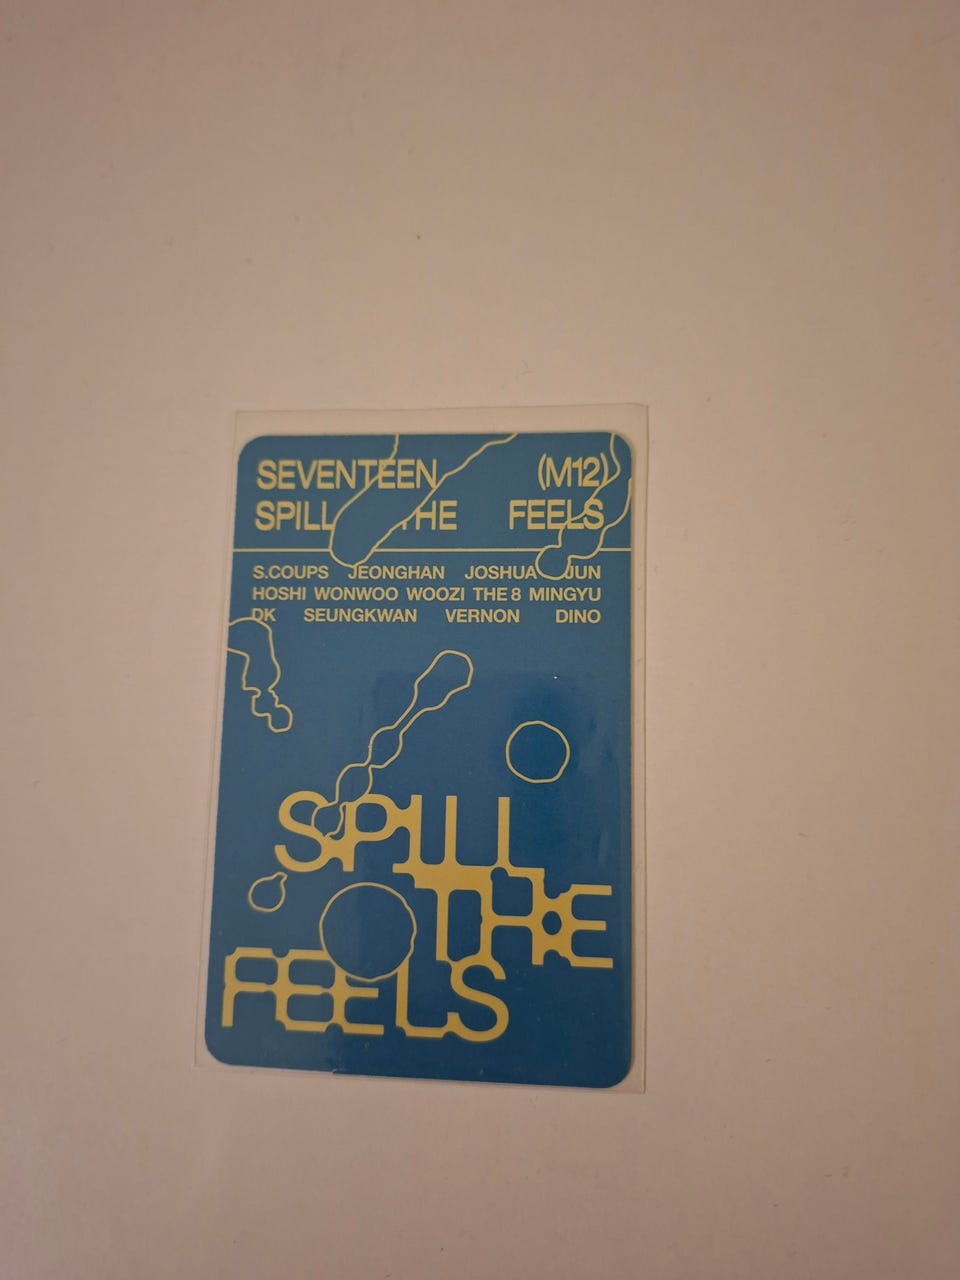 SEVENTEEN (M12)
SPILL THE FEELS
S.COUPS JEONGHAN JOSHUA JUN
HOSHI WONWOO WOOZI THE 8 MINGYU
DK SEUNGKWAN VERNON DINO
SPILL
THE
FEELS